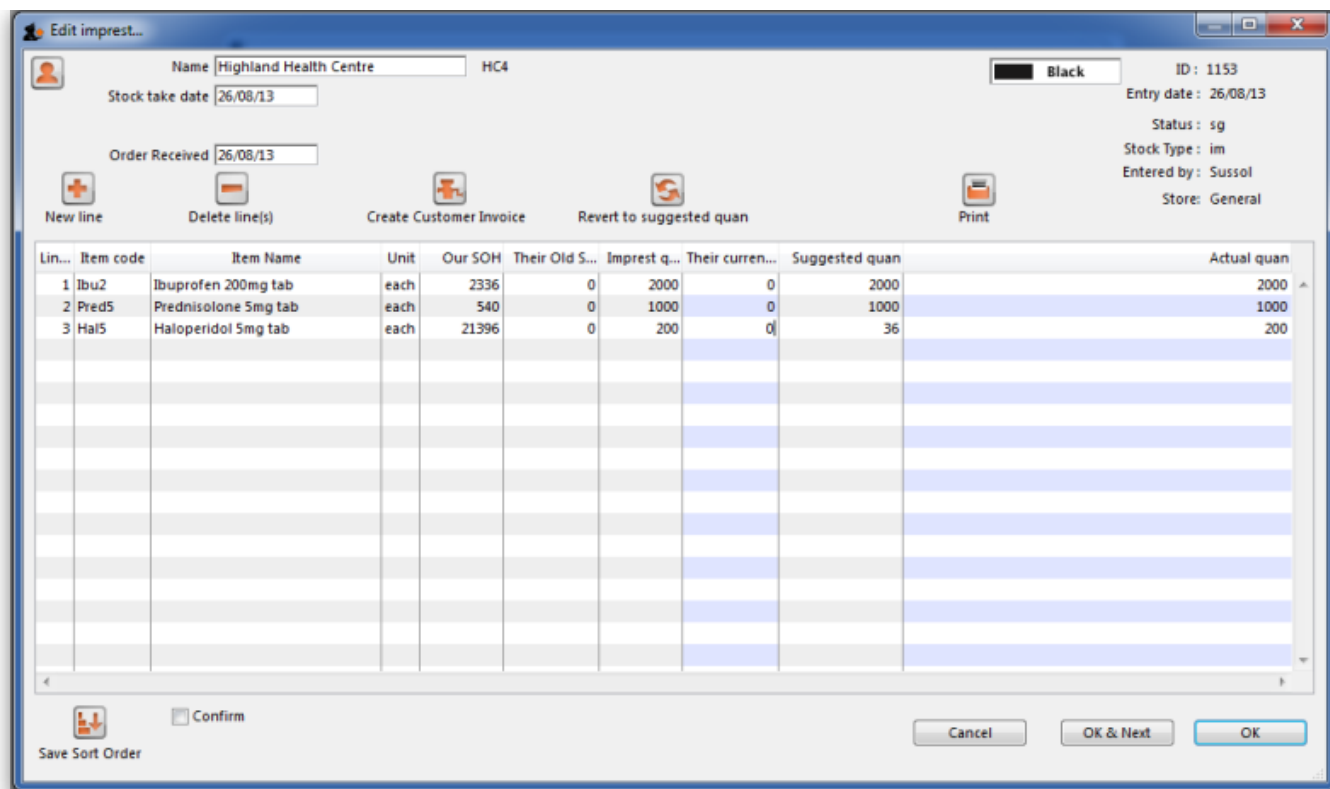 Edit imprest...
Name Highland Health Centre HC4 Black ID : 1153
Stock take date 26/08/13 Entry date : 26/08/13
Status : sg
Order Received 26/08/13 Stock Type : im
Entered by : Sussol
Store: General
New line Delete line(s) Create Customer Invoice Revert to suggested quan Print
Lin... Item code Item Name Unit Our SOH Their Old S... Imprest q... Their curren... Suggested quan Actual quan
1 Ibu2 Ibuprofen 200mg tab each 2336 0 2000 0 2000 2000
2 Pred5 Prednisolone 5mg tab each 540 0 1000 0 1000 1000
3 Hal5 Haloperidol 5mg tab each 21396 0 200 0 36 200
Confirm
Save Sort Order Cancel OK & Next OK